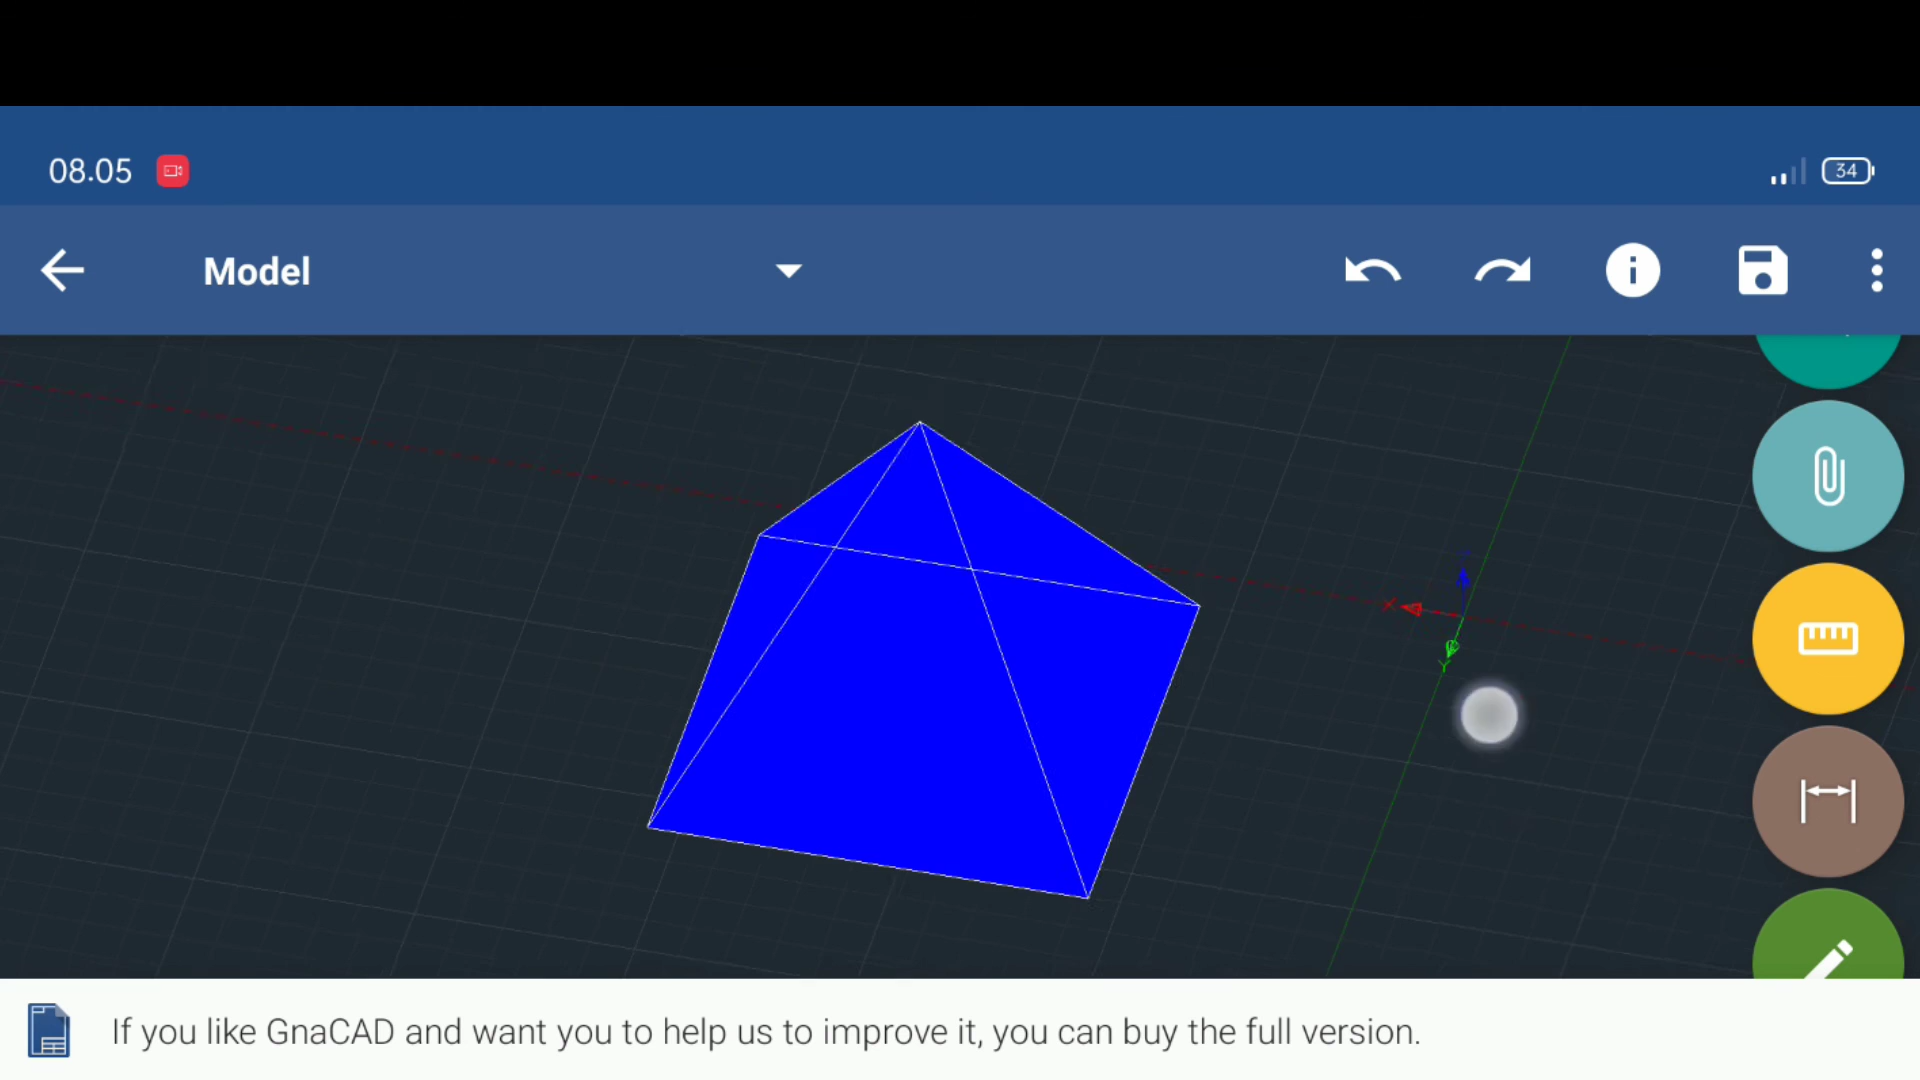 08.05
34
Model
X
Y
If you like GnaCAD and want you to help us to improve it, you can buy the full version.